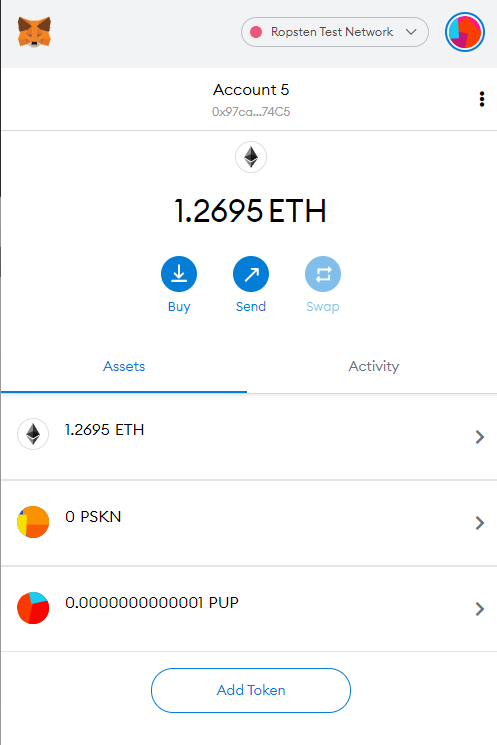 Ropsten Test Network
Account 5
0x97ca...74C5
1.2695 ETH
Buy
Send
Swap
Assets
Activity
1.2695 ETH
0 PSKN
0.0000000000001 PUP
Add Token